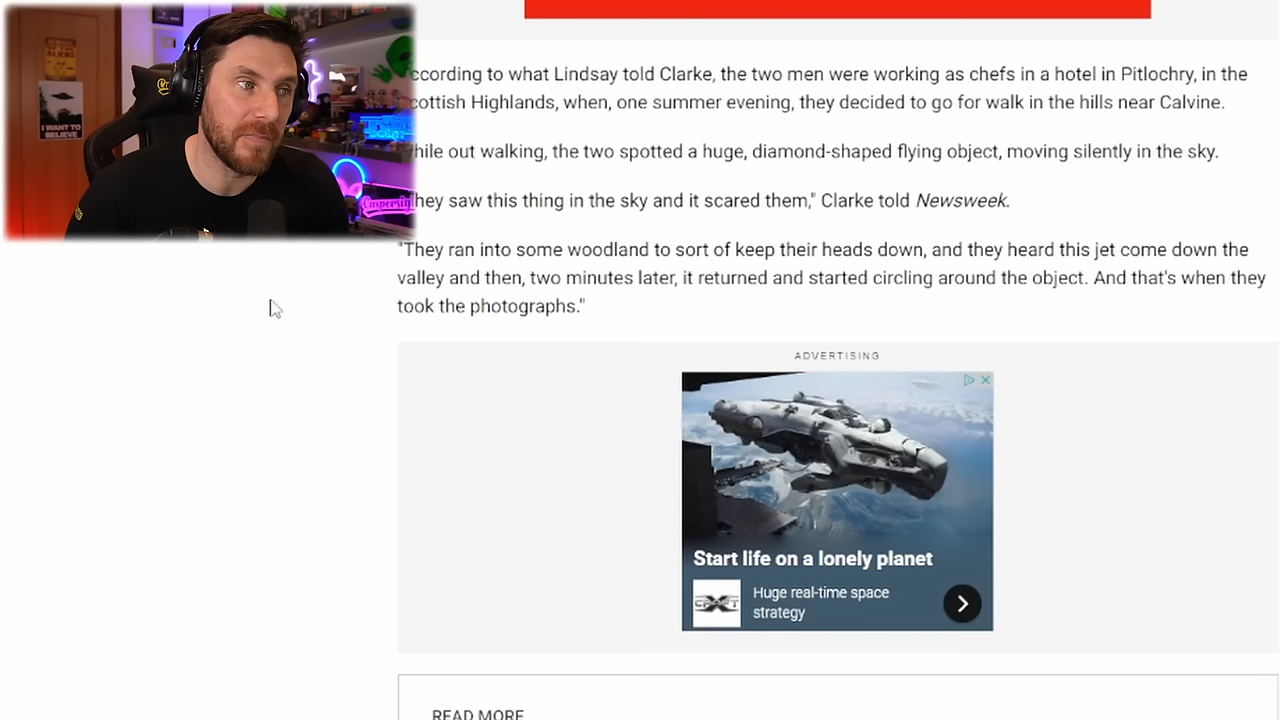 I WANT TO
BELIEVE
ccording to what Lindsay told Clarke, the two men were working as chefs in a hotel in Pitlochry, in the
cottish Highlands, when, one summer evening, they decided to go for walk in the hills near Calvine.
hile out walking, the two spotted a huge, diamond-shaped flying object, moving silently in the sky.
hey saw this thing in the sky and it scared them," Clarke told Newsweek.
"They ran into some woodland to sort of keep their heads down, and they heard this jet come down the
valley and then, two minutes later, it returned and started circling around the object. And that's when they
took the photographs."
ADVERTISING
Start life on a lonely planet
Huge real-time space
strategy
READ MORE